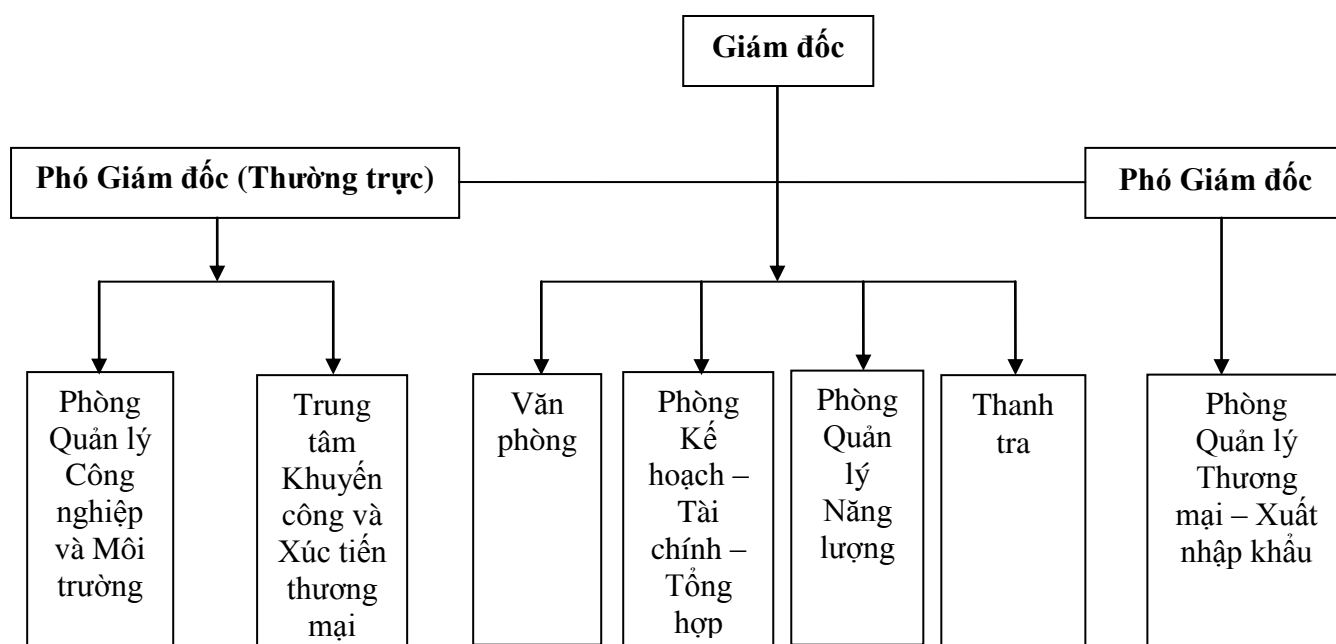 Giám đốc
Phó Giám đốc (Thường trực)
Phó Giám đốc
Phòng
Quản lý
Công
nghiệp
và Môi
trường
Trung
tâm
Khuyến
công và
Xúc tiến
thương
mại
Văn
phòng
Phòng
Kế
hoạch –
Tài
chính –
Tổng
hợp
Phòng
Quản
lý
Năng
lượng
Thanh
tra
Phòng
Quản lý
Thương
mại – Xuất
nhập khẩu